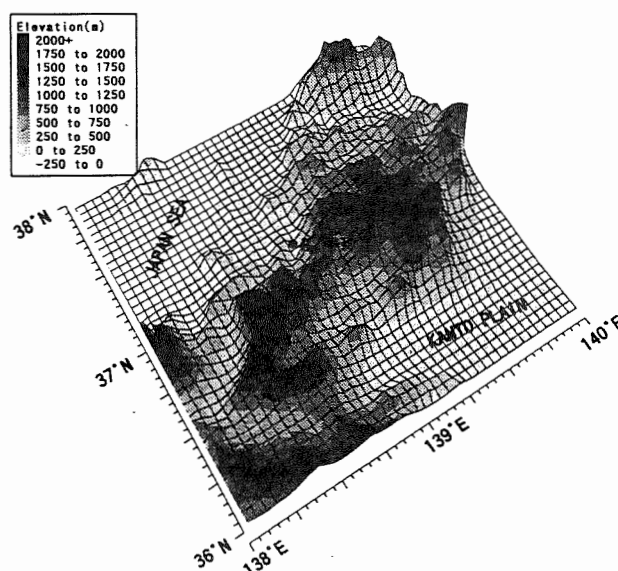 Elevation(m)
2000+
1750 to 2000
1500 to 1750
1250 to 1500
1000 to 1250
750 to 1000
500 to 750
250 to 500
0 to 250
-250 to 0
38°N
JAPAN SEA
37°N
KANTO PLAIN
140°E
139°E
36°N
138°E